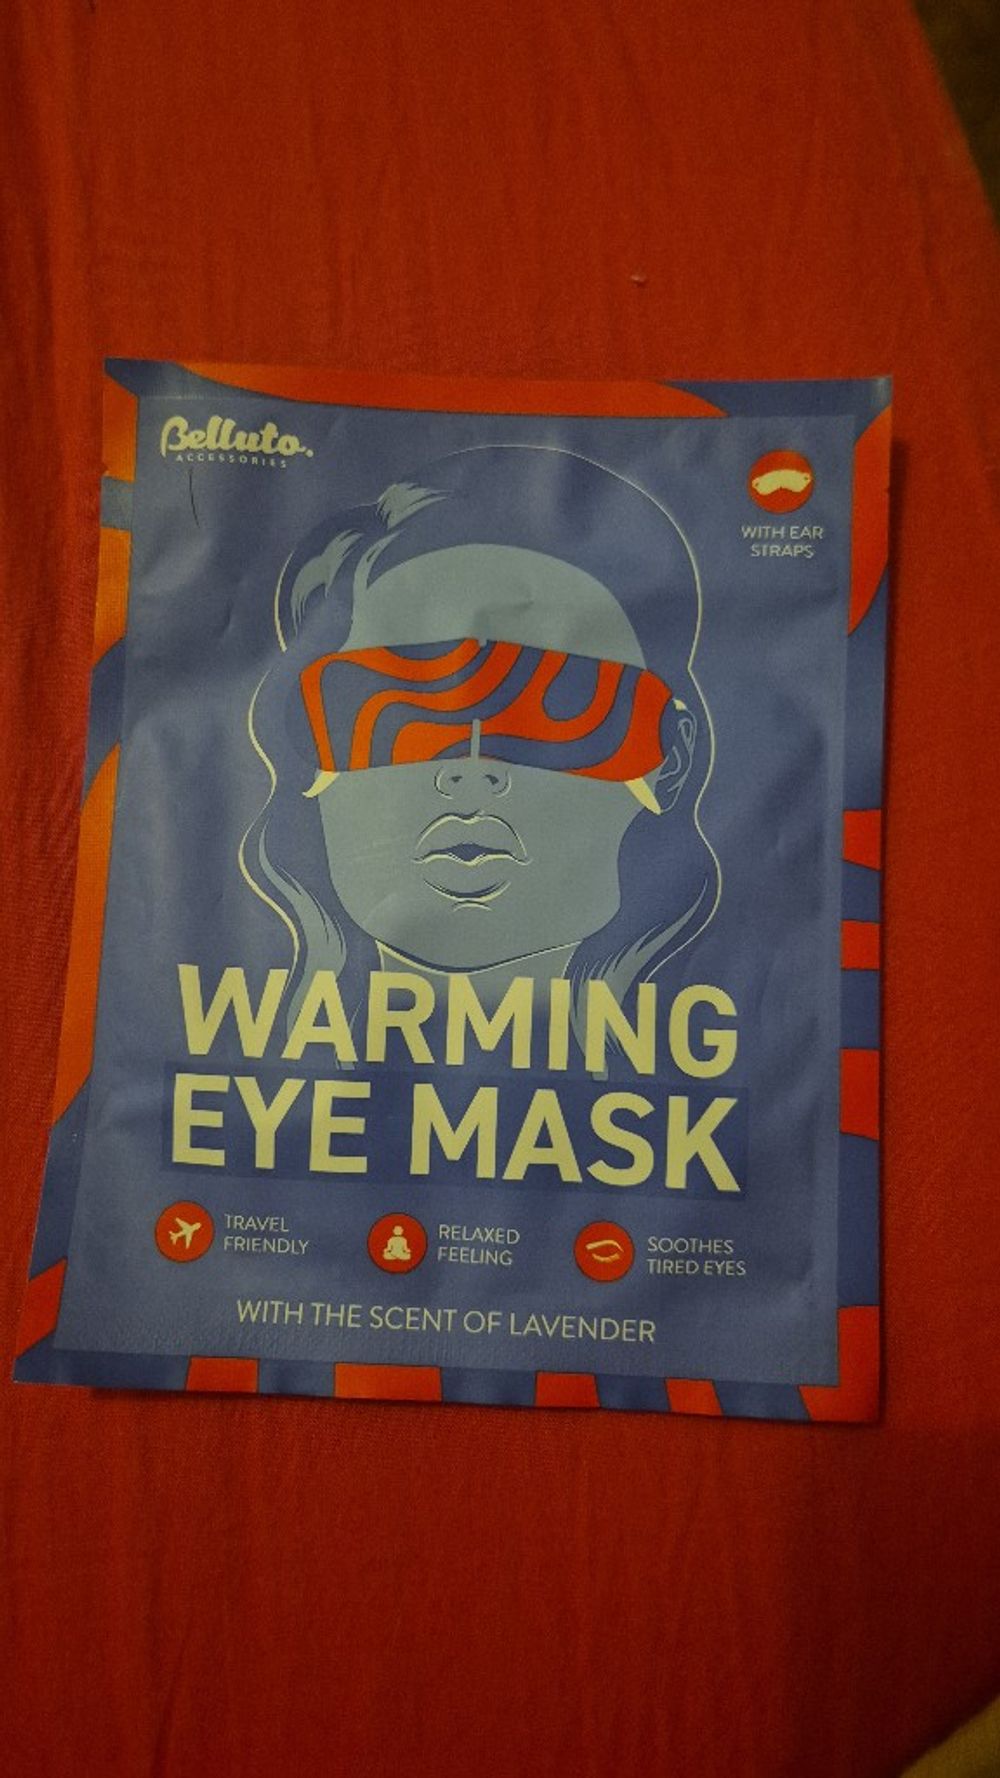 Belluto.
ACCESSORIES
WITH EAR
STRAPS
WARMING
EYE MASK
TRAVEL
FRIENDLY
RELAXED
FEELING
SOOTHES
TIRED EYES
WITH THE SCENT OF LAVENDER